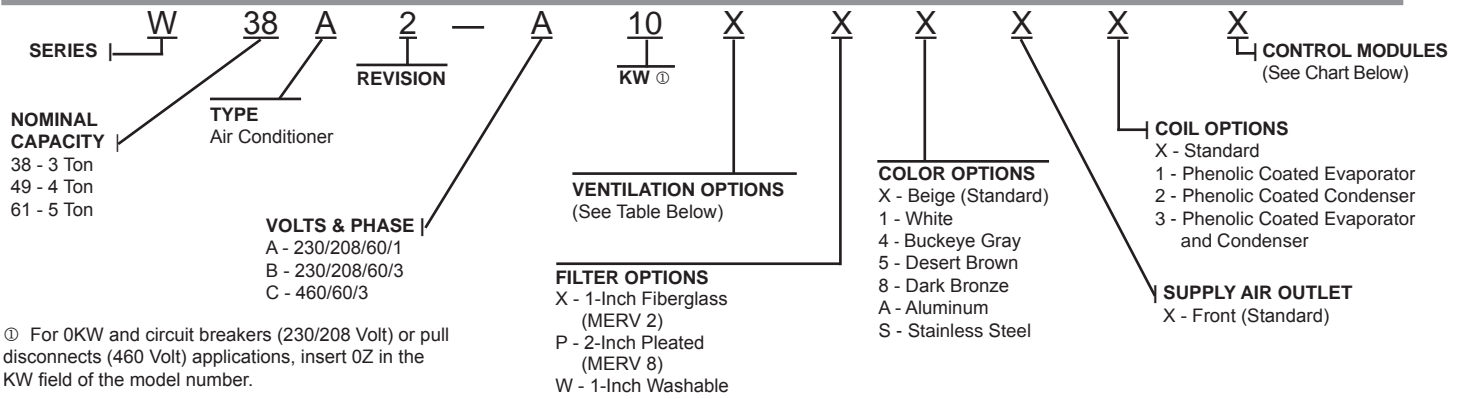 W 38 A 2 — A 10 X X X X X X
SERIES
REVISION
KW ①
CONTROL MODULES
(See Chart Below)
NOMINAL
CAPACITY
38 - 3 Ton
49 - 4 Ton
61 - 5 Ton
TYPE
Air Conditioner
VOLTS & PHASE
A - 230/208/60/1
B - 230/208/60/3
C - 460/60/3
VENTILATION OPTIONS
(See Table Below)
FILTER OPTIONS
X - 1-Inch Fiberglass
(MERV 2)
P - 2-Inch Pleated
(MERV 8)
W - 1-Inch Washable
COLOR OPTIONS
X - Beige (Standard)
1 - White
4 - Buckeye Gray
5 - Desert Brown
8 - Dark Bronze
A - Aluminum
S - Stainless Steel
COIL OPTIONS
X - Standard
1 - Phenolic Coated Evaporator
2 - Phenolic Coated Condenser
3 - Phenolic Coated Evaporator
and Condenser
SUPPLY AIR OUTLET
X - Front (Standard)
① For 0KW and circuit breakers (230/208 Volt) or pull
disconnects (460 Volt) applications, insert 0Z in the
KW field of the model number.